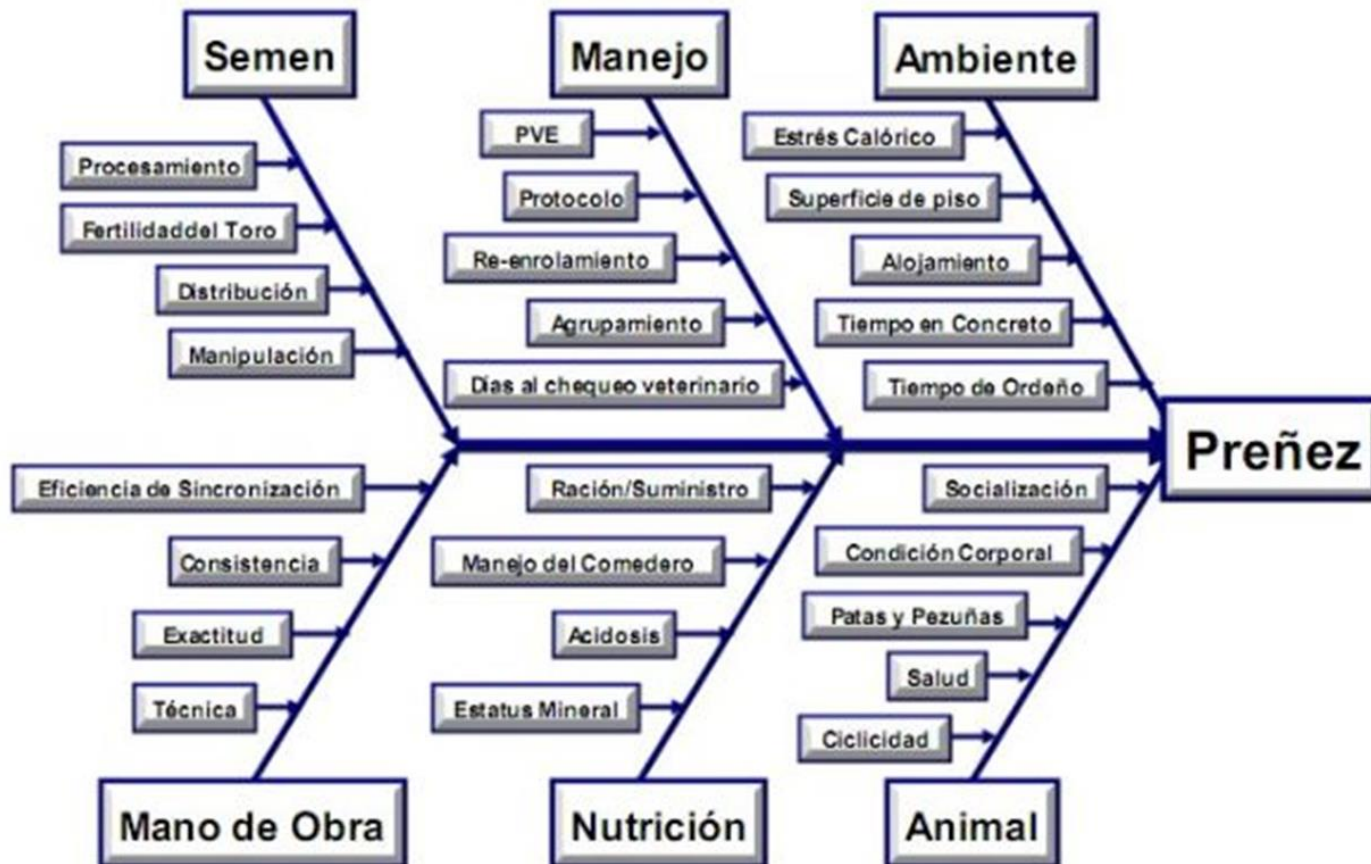 Semen
Manejo
Ambiente
PVE
Estrés Calórico
Procesamiento
Protocolo
Superficie de piso
Fertilidaddel Toro
Re-enrolamiento
Alojamiento
Distribución
Agrupamiento
Tiempo en Concreto
Manipulación
Días al chequeo veterinario
Tiempo de Ordeño
Preñez
Eficiencia de Sincronización
Ración/Suministro
Socialización
Consistencia
Manejo del Comedero
Condición Corporal
Exactitud
Acidosis
Patas y Pezuñas
Salud
Técnica
Estatus Mineral
Ciclicidad
Mano de Obra
Nutrición
Animal